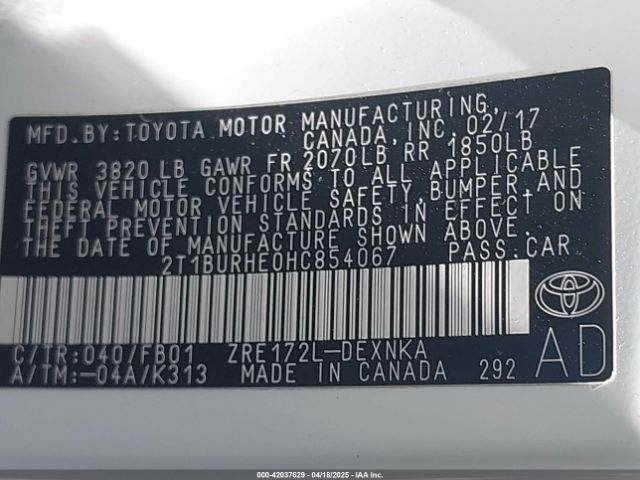 MFD.BY:TOYOTA MOTOR MANUFACTURING,
CANADA, INC. 02/17
GVWR 3820 LB GAWR FR 2070LB RR 1850LB
THIS VEHICLE CONFORMS TO ALL APPLICABLE
FEDERAL MOTOR VEHICLE SAFETY, BUMPER, AND
THEFT PREVENTION STANDARDS IN EFFECT ON
THE DATE OF MANUFACTURE SHOWN ABOVE.
2T1BURHE0HC854067 PASS.CAR
C/TR:040/FB01 ZRE172L-DEXNKA
A/TM:-04A/K313 MADE IN CANADA 292
AD
000-42037629 - 04/18/2025 - IAA Inc.